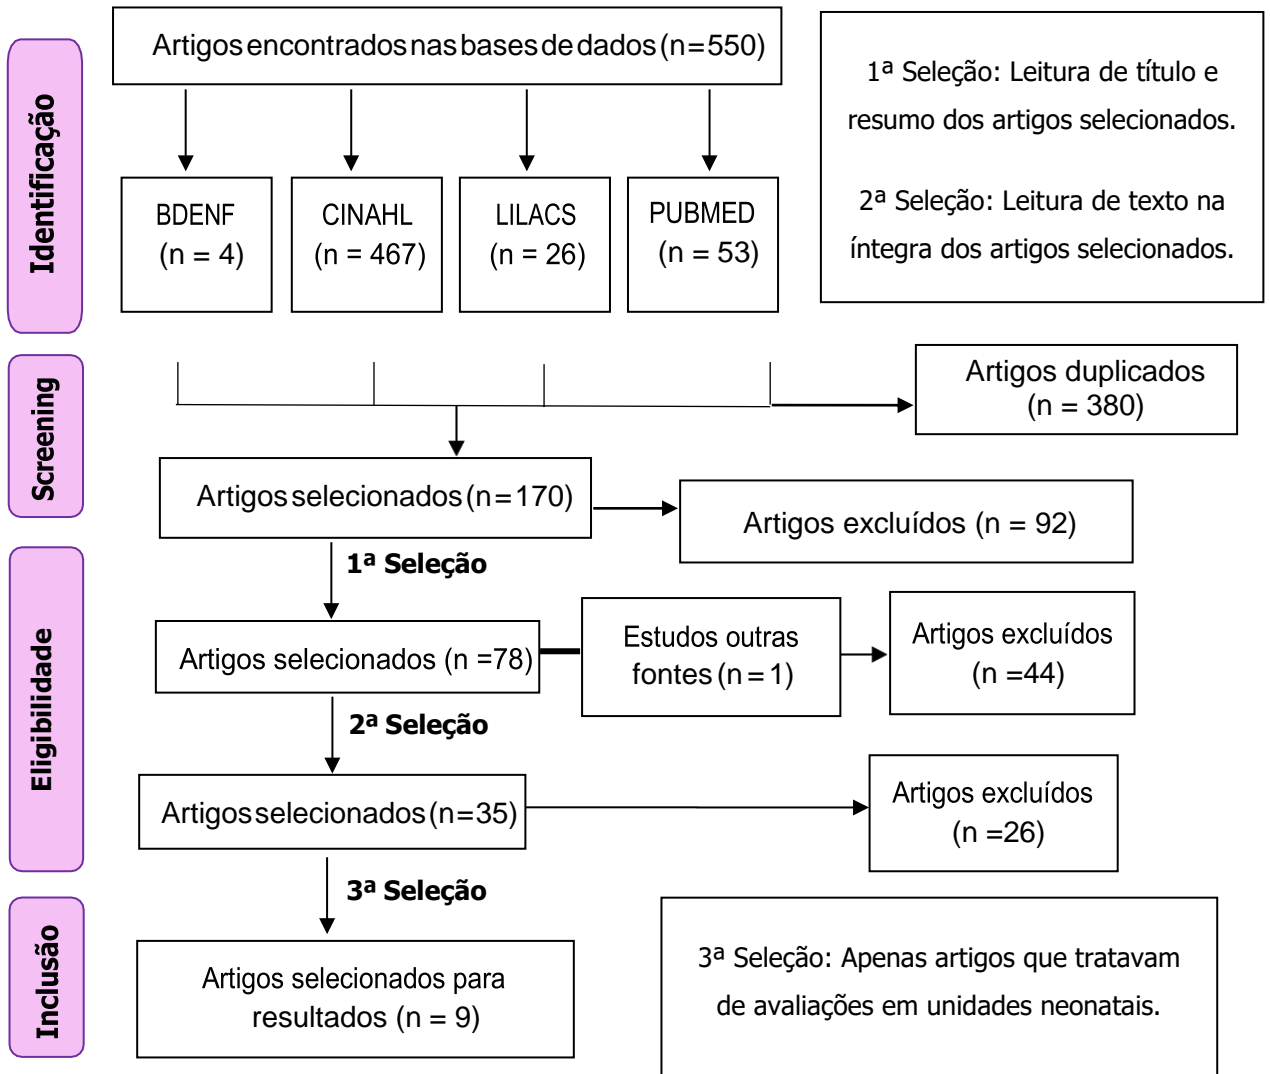 Artigos encontrados nas bases de dados (n=550)
1ª Seleção: Leitura de título e
resumo dos artigos selecionados.
2ª Seleção: Leitura de texto na
íntegra dos artigos selecionados.
Identificação
BDENF
(n = 4)
CINAHL
(n = 467)
LILACS
(n = 26)
PUBMED
(n = 53)
Screening
Artigos duplicados
(n = 380)
Artigos selecionados (n=170)
Artigos excluídos (n = 92)
1ª Seleção
Eligibilidade
Artigos selecionados (n =78)
Estudos outras
fontes (n = 1)
Artigos excluídos
(n =44)
2ª Seleção
Artigos selecionados (n=35)
Artigos excluídos
(n =26)
3ª Seleção
Inclusão
Artigos selecionados para
resultados (n = 9)
3ª Seleção: Apenas artigos que tratavam
de avaliações em unidades neonatais.